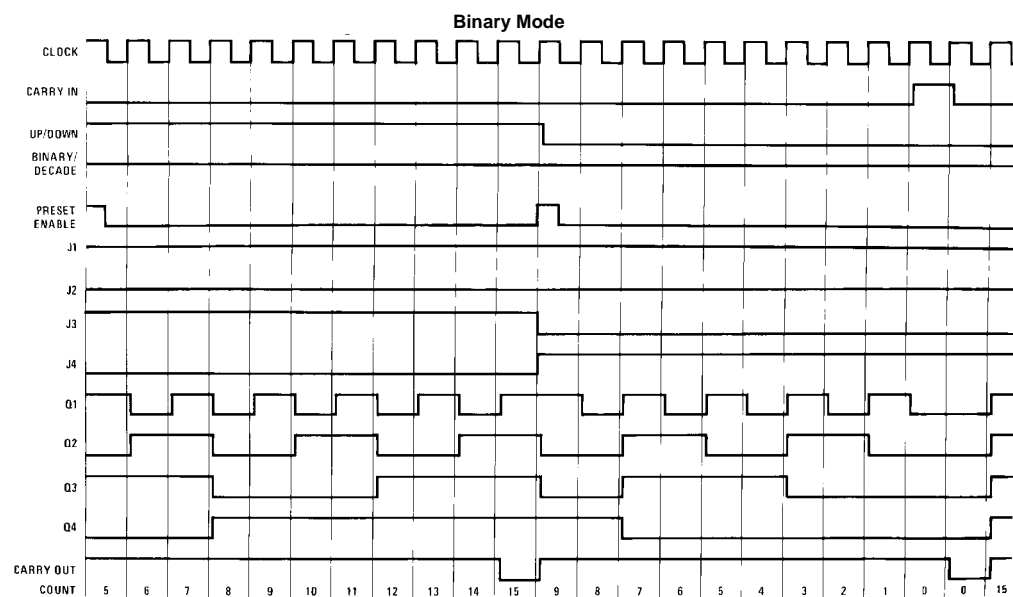 Binary Mode
CLOCK
CARRY IN
UP/DOWN
BINARY/
DECADE
PRESET
ENABLE
J1
J2
J3
J4
Q1
Q2
Q3
Q4
CARRY OUT
COUNT 5 6 7 8 9 10 11 12 13 14 15 9 8 7 6 5 4 3 2 1 0 0 15